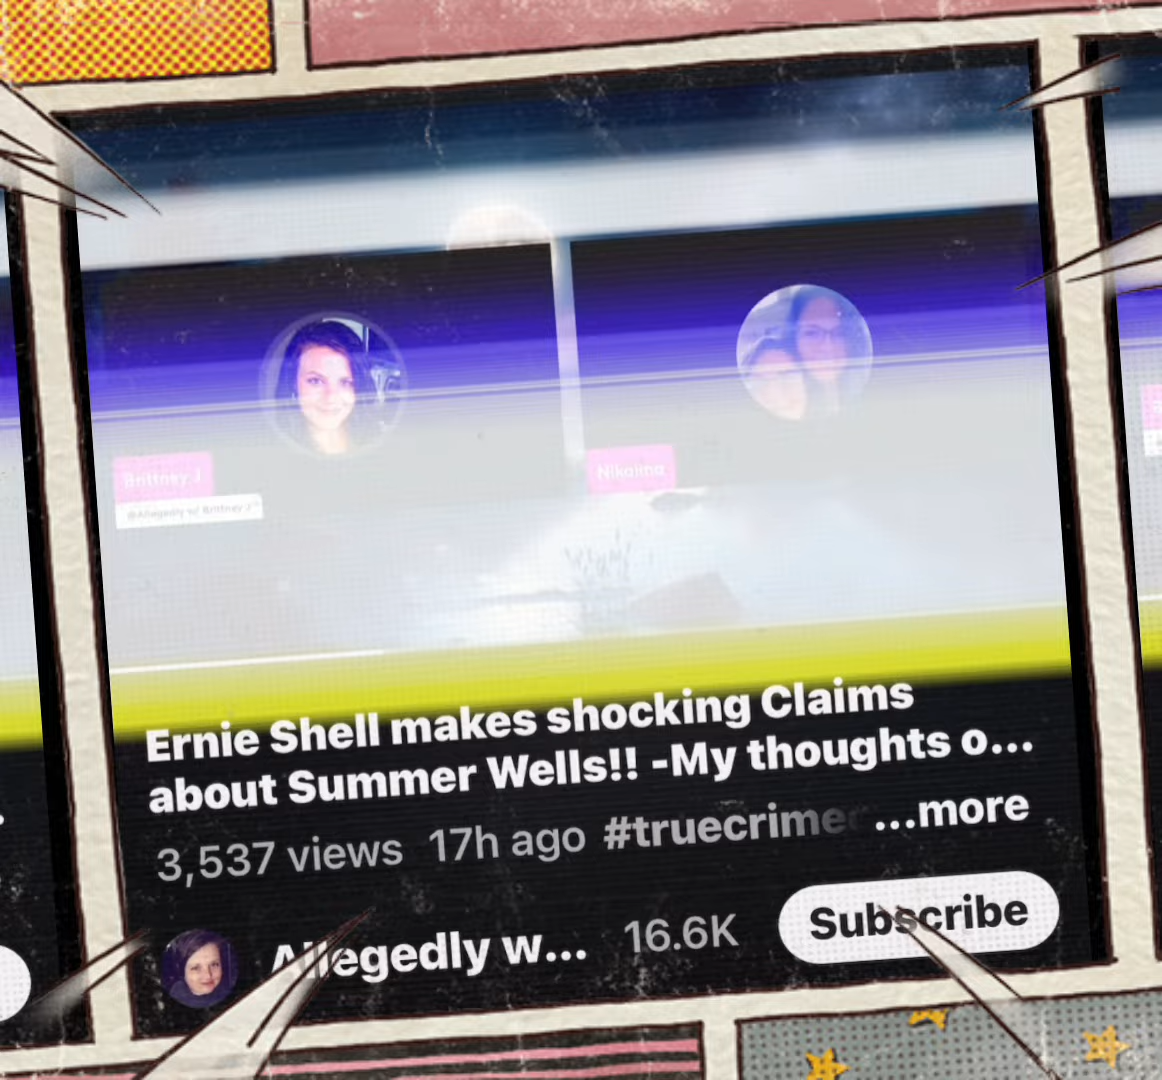 Brittney J
@Allegedly w/ Brittney J
Nikaima
Ernie Shell makes shocking Claims
about Summer Wells!! -My thoughts o...
3,537 views 17h ago #truecrime ...more
Allegedly w... 16.6K Subscribe